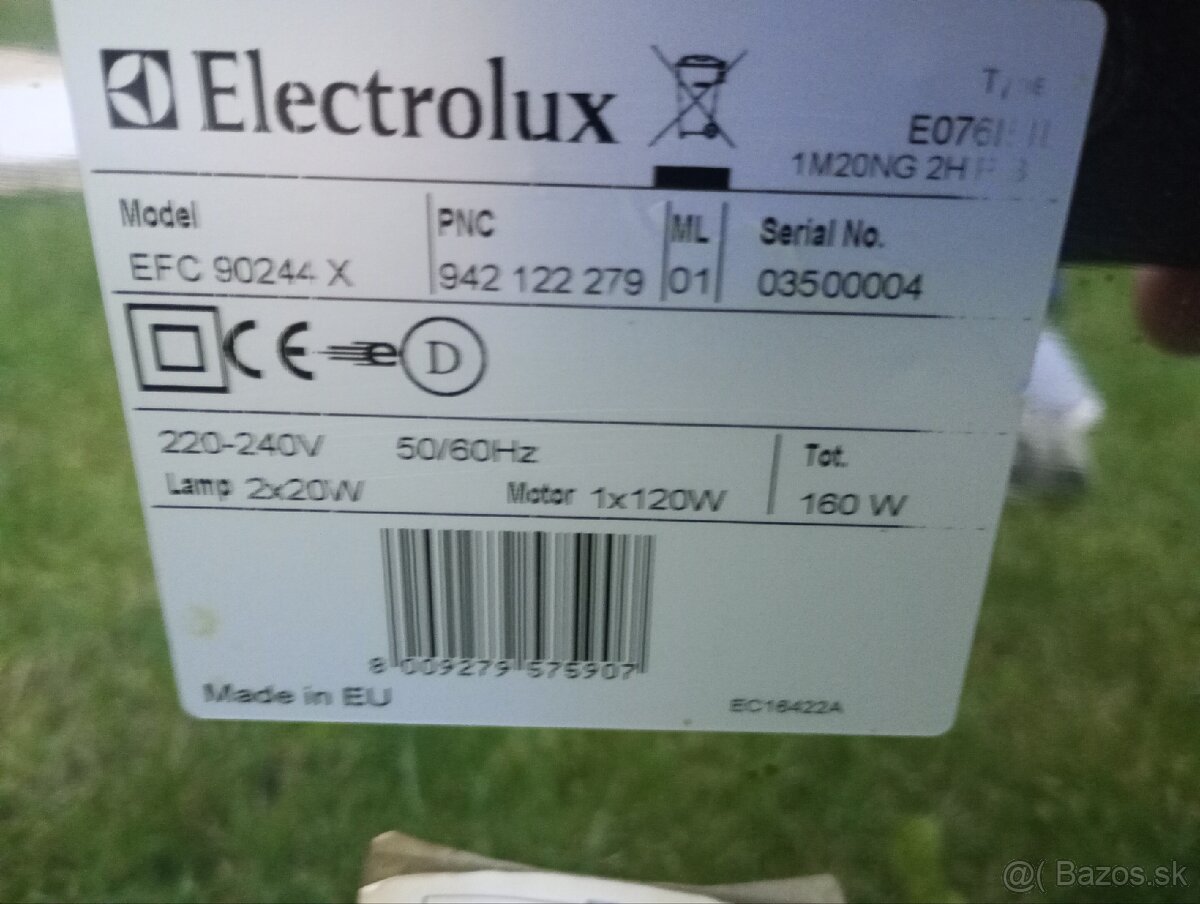 Electrolux
1M20NG 2H
Model PNC ML Serial No.
EFC 90244 X 942 122 279 01 03500004
CE e D
220-240V 50/60Hz Tot.
Lamp 2x20W Motor 1x120W 160 W
8 009279 575907
Made in EU EC16422A
@( Bazos.sk